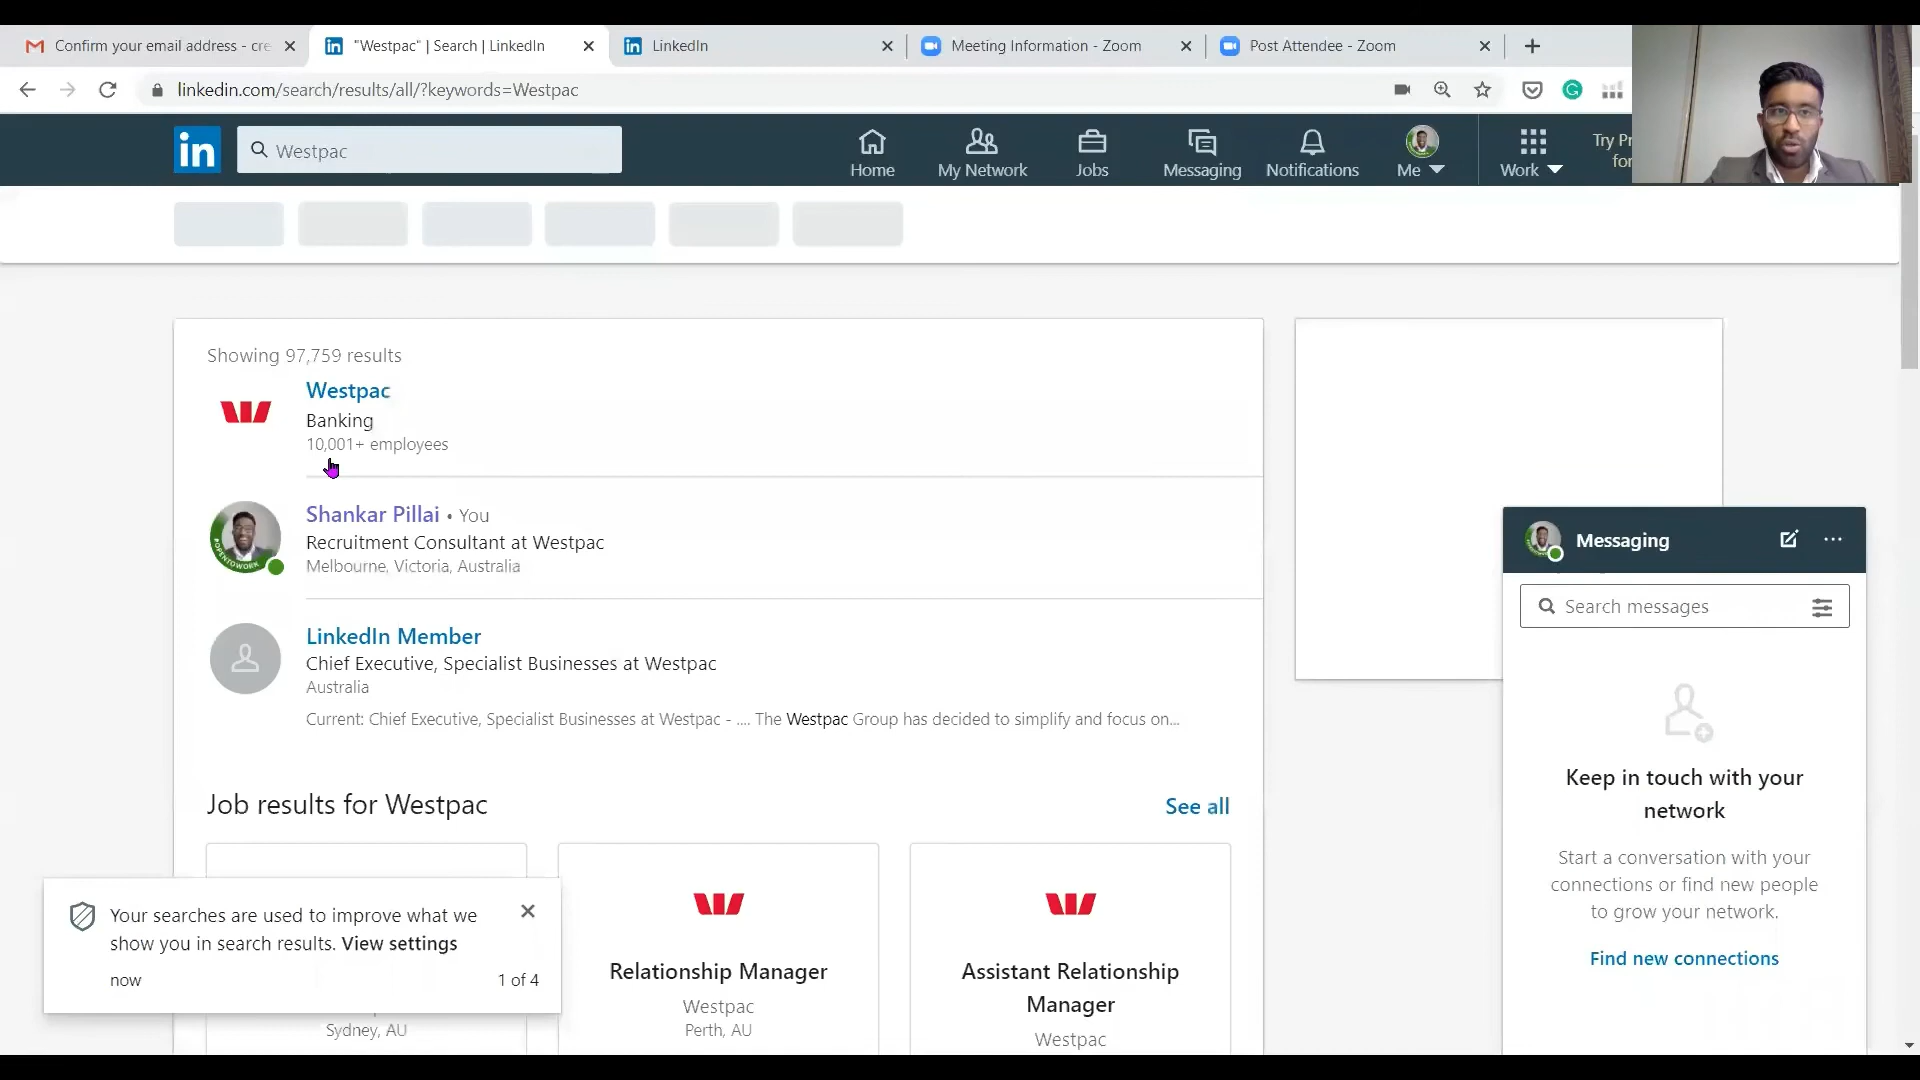 Confirm your email address - cre
"Westpac" | Search | LinkedIn
LinkedIn
Meeting Information - Zoom
Post Attendee - Zoom
linkedin.com/search/results/all/?keywords=Westpac
in
Westpac
Home
My Network
Jobs
Messaging
Notifications
Me
Work
Try Pr
for
Showing 97,759 results
Westpac
Banking
10,001+ employees
Shankar Pillai • You
Recruitment Consultant at Westpac
Melbourne, Victoria, Australia
#OPENTOWORK
LinkedIn Member
Chief Executive, Specialist Businesses at Westpac
Australia
Current: Chief Executive, Specialist Businesses at Westpac - .... The Westpac Group has decided to simplify and focus on...
Job results for Westpac
See all
Relationship Manager
Westpac
Perth, AU
Assistant Relationship
Manager
Westpac
Sydney, AU
Your searches are used to improve what we
show you in search results. View settings
now
1 of 4
Messaging
Search messages
Keep in touch with your
network
Start a conversation with your
connections or find new people
to grow your network.
Find new connections